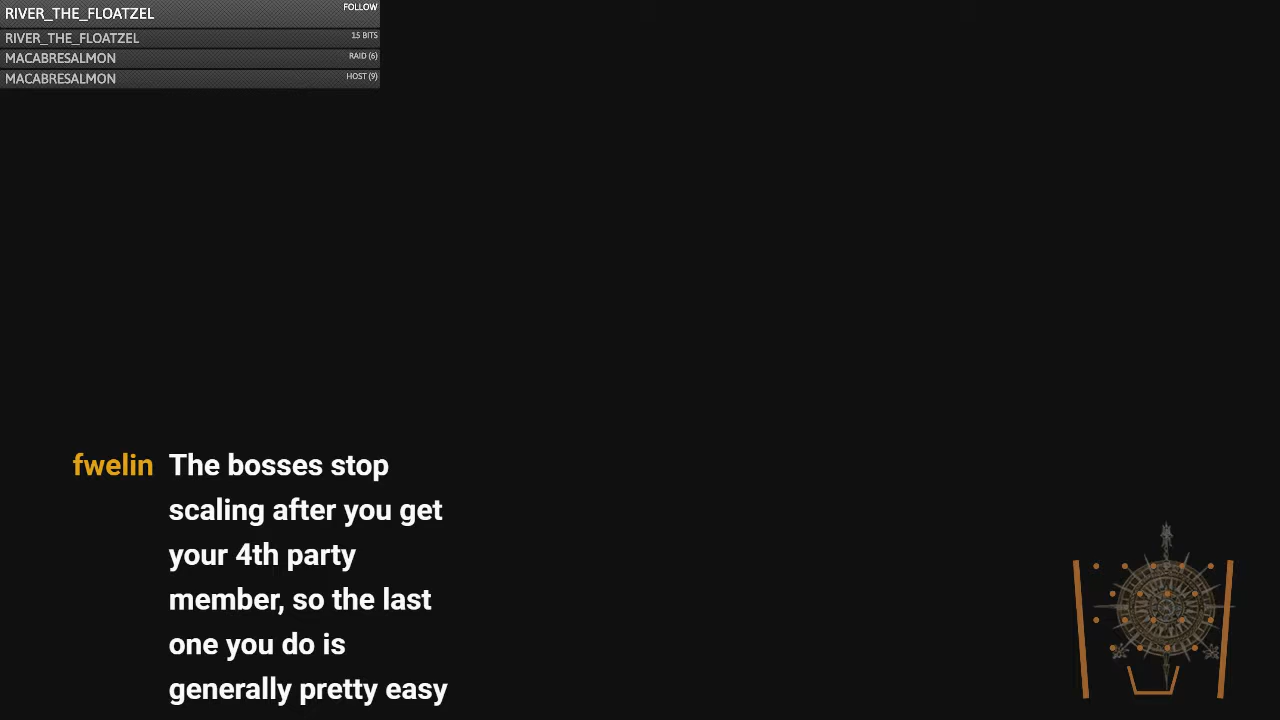 RIVER_THE_FLOATZEL FOLLOW
RIVER_THE_FLOATZEL 15 BITS
MACABRESALMON RAID (6)
MACABRESALMON HOST (9)
fwelin The bosses stop
scaling after you get
your 4th party
member, so the last
one you do is
generally pretty easy